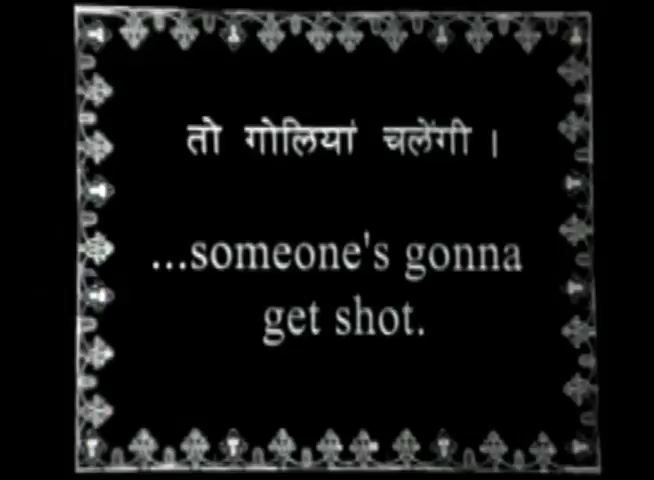 तो गोलियां चलेंगी ।
...someone's gonna
get shot.